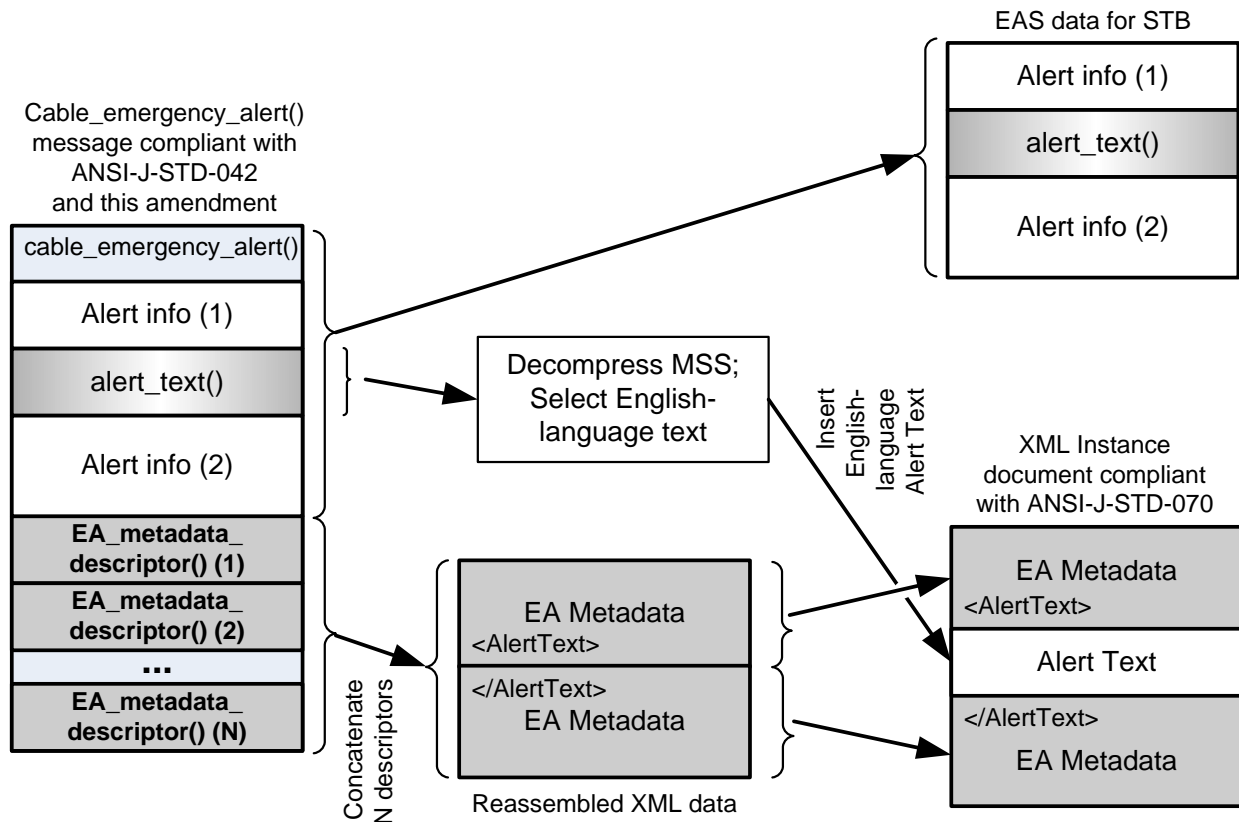 EAS data for STB
Alert info (1)
alert_text()
Alert info (2)
Cable_emergency_alert()
message compliant with
ANSI-J-STD-042
and this amendment
cable_emergency_alert()
Alert info (1)
alert_text()
Alert info (2)
EA_metadata_
descriptor() (1)
EA_metadata_
descriptor() (2)
...
EA_metadata_
descriptor() (N)
Decompress MSS;
Select English-
language text
Insert
English-
language
Alert Text
Concatenate
N descriptors
EA Metadata
<AlertText>
</AlertText>
EA Metadata
Reassembled XML data
XML Instance
document compliant
with ANSI-J-STD-070
EA Metadata
<AlertText>
Alert Text
</AlertText>
EA Metadata